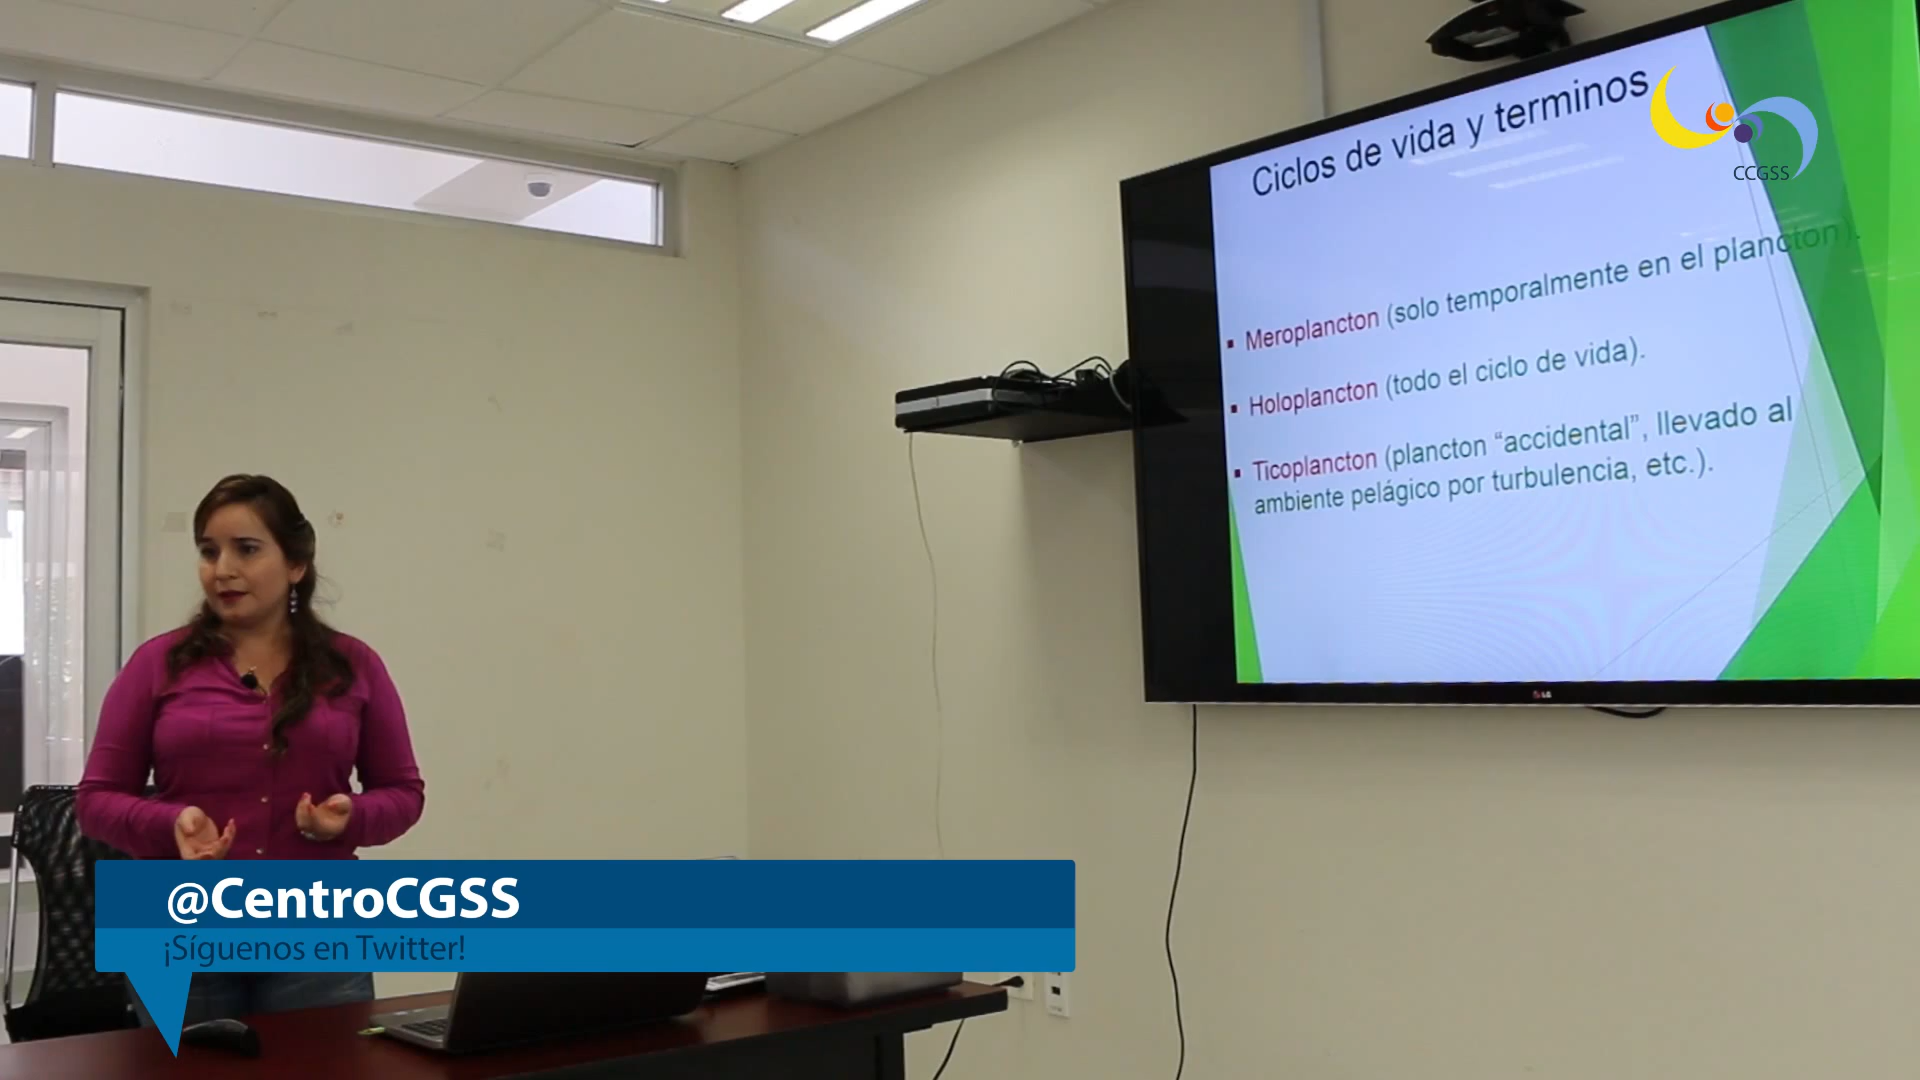 Ciclos de vida y terminos
CCGSS
▪ Meroplancton (solo temporalmente en el plancton).
▪ Holoplancton (todo el ciclo de vida).
▪ Ticoplancton (plancton “accidental”, llevado al
ambiente pelágico por turbulencia, etc.).
LG
@CentroCGSS
¡Síguenos en Twitter!